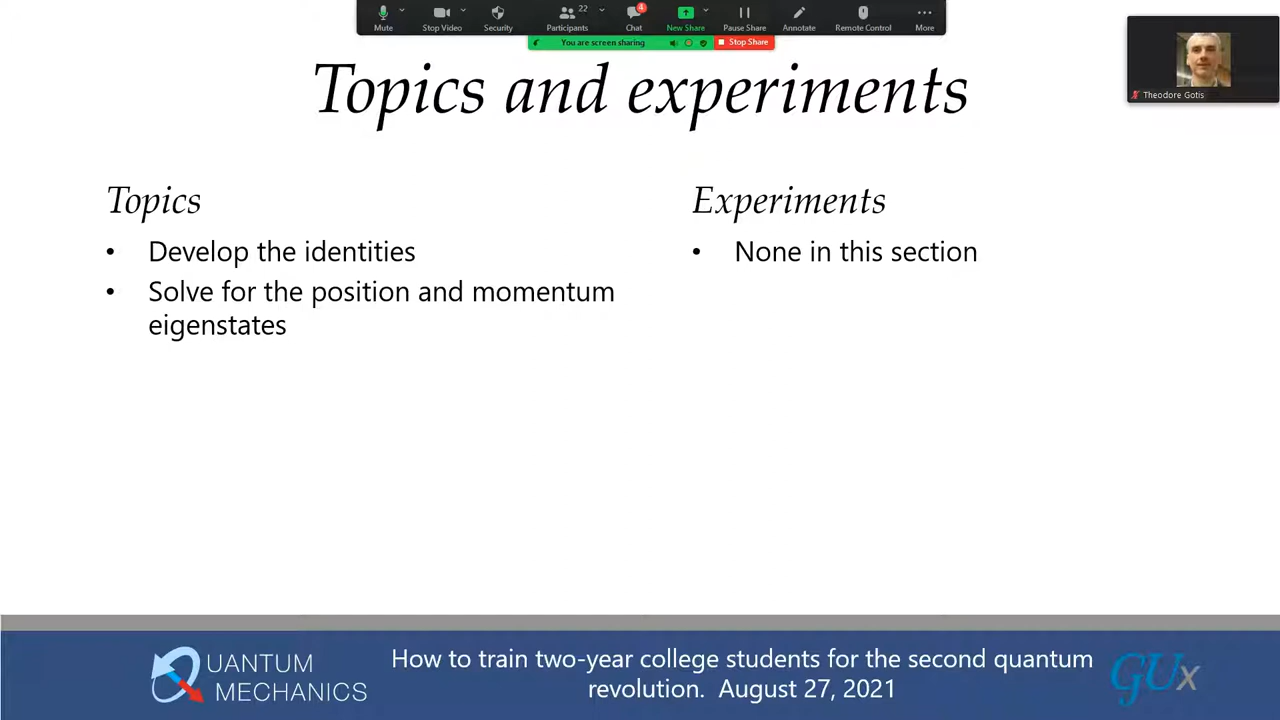 Mute
Stop Video
Security
22
Participants
4
Chat
New Share
Pause Share
Annotate
Remote Control
More
You are screen sharing
Stop Share
Theodore Gotis
Topics and experiments
Topics
• Develop the identities
• Solve for the position and momentum
eigenstates
Experiments
• None in this section
QUANTUM
MECHANICS
How to train two-year college students for the second quantum
revolution. August 27, 2021
GUx